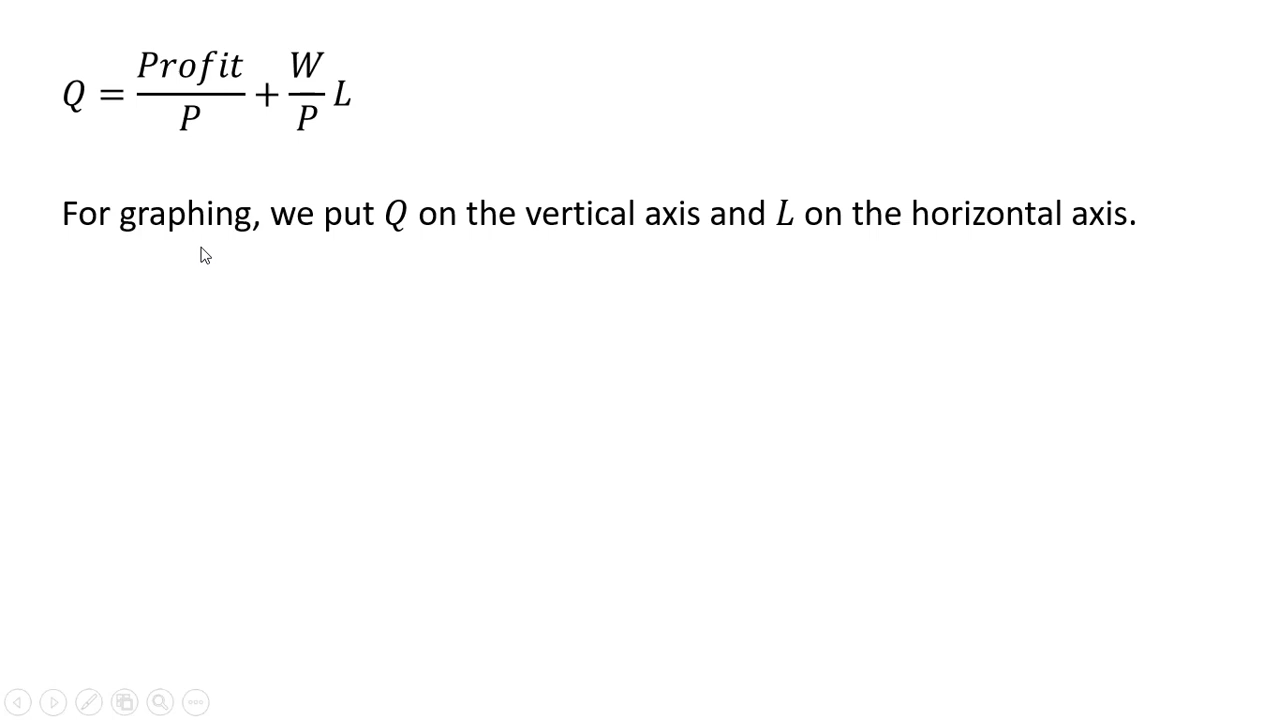 Q = Profit/P + W/P L
For graphing, we put Q on the vertical axis and L on the horizontal axis.